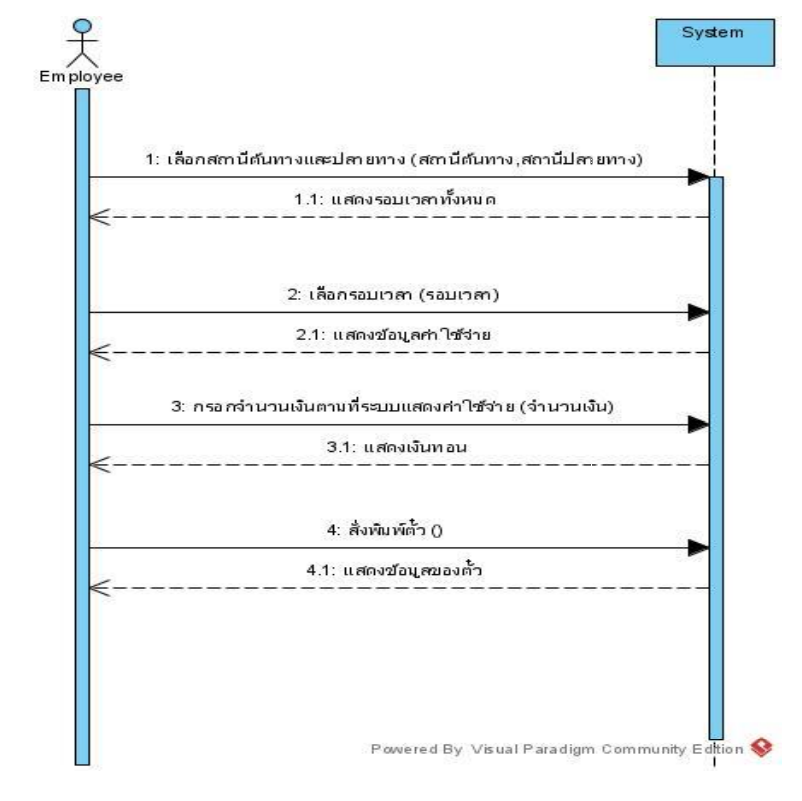 System
Employee
1: เลือกสถานีต้นทางและปลายทาง (สถานีต้นทาง,สถานีปลายทาง)
1.1: แสดงรอบเวลาทั้งหมด
2: เลือกรอบเวลา (รอบเวลา)
2.1: แสดงข้อมูลค่าใช้จ่าย
3: กรอกจำนวนเงินตามที่ระบบแสดงค่าใช้จ่าย (จำนวนเงิน)
3.1: แสดงเงินทอน
4: สั่งพิมพ์ตั๋ว ()
4.1: แสดงข้อมูลของตั๋ว
Powered By Visual Paradigm Community Edition